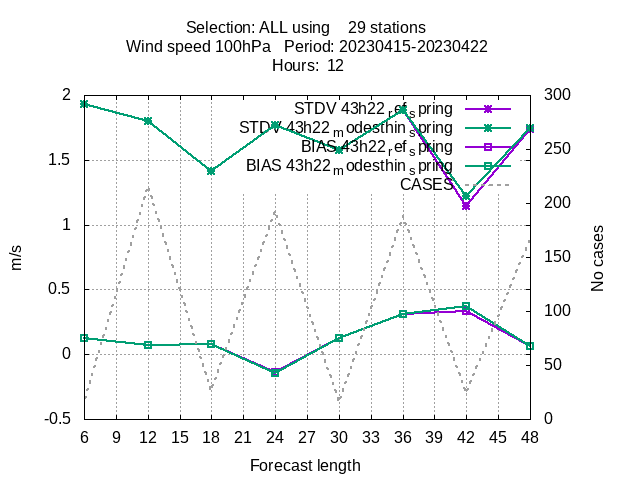 Selection: ALL using    29 stations
Wind speed 100hPa   Period: 20230415-20230422
Hours:  12
STDV 43h22_ref_spring
STDV 43h22_modesthin_spring
BIAS 43h22_ref_spring
BIAS 43h22_modesthin_spring
CASES
2
1.5
1
0.5
0
-0.5
m/s
300
250
200
150
100
50
0
No cases
6 9 12 15 18 21 24 27 30 33 36 39 42 45 48
Forecast length